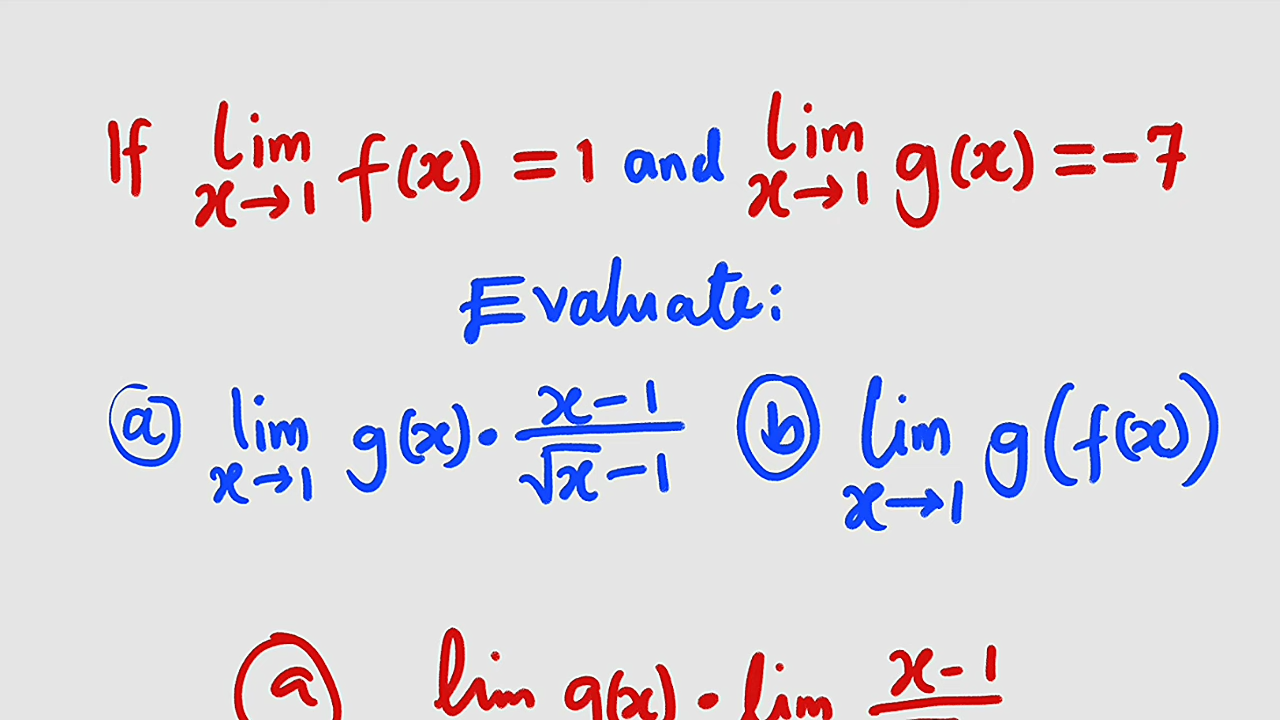 If lim x→1 f(x) = 1 and lim x→1 g(x) = -7
Evaluate:
ⓐ lim x→1 g(x) · (x-1)/(√x-1) ⓑ lim x→1 g(f(x))
ⓐ lim g(x) · lim x-1